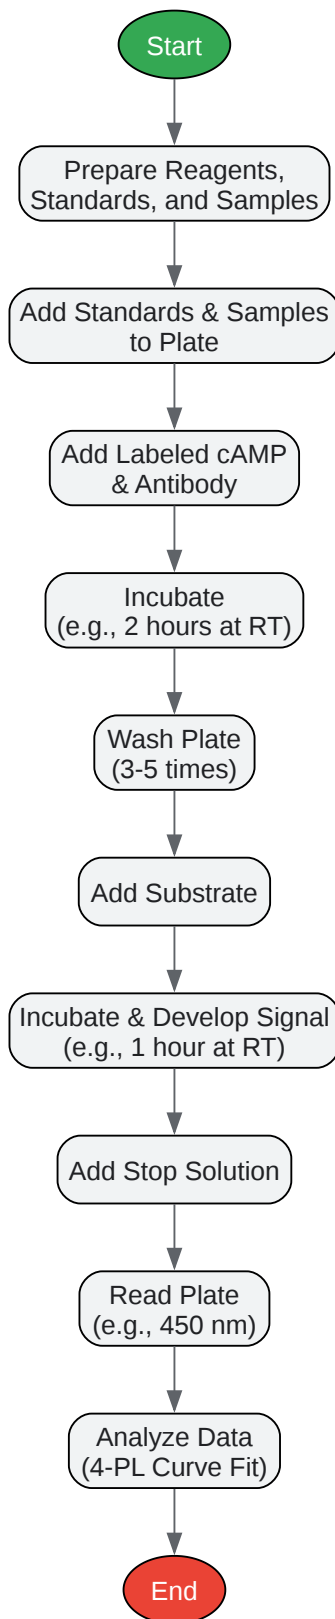 Start
Prepare Reagents,
Standards, and Samples
Add Standards & Samples
to Plate
Add Labeled cAMP
& Antibody
Incubate
(e.g., 2 hours at RT)
Wash Plate
(3-5 times)
Add Substrate
Incubate & Develop Signal
(e.g., 1 hour at RT)
Add Stop Solution
Read Plate
(e.g., 450 nm)
Analyze Data
(4-PL Curve Fit)
End